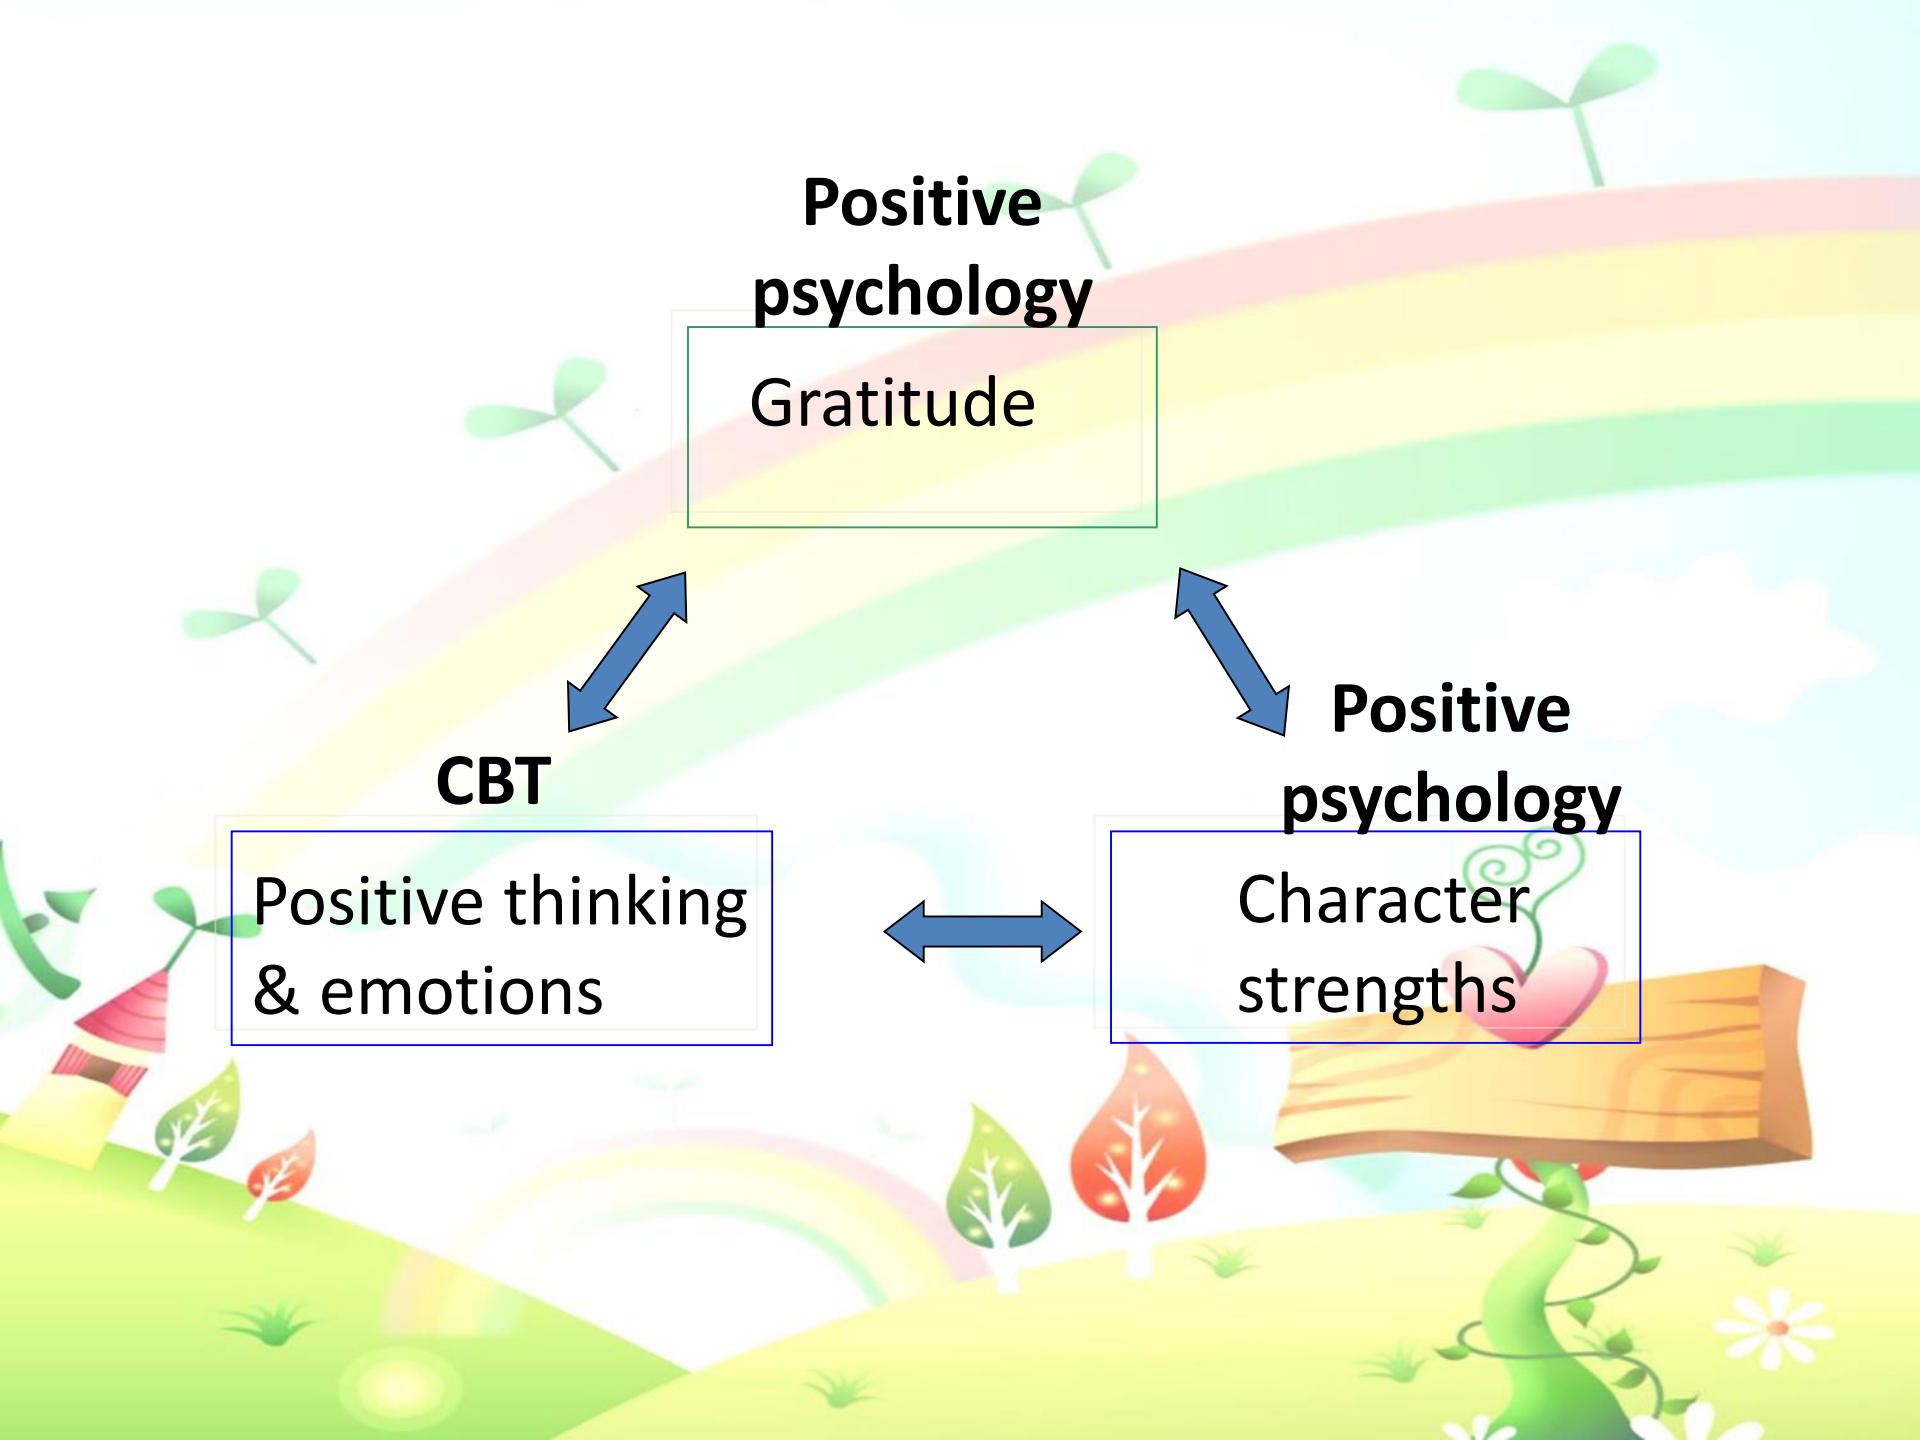 Positive
psychology
Gratitude
CBT
Positive thinking
& emotions
Positive
psychology
Character
strengths